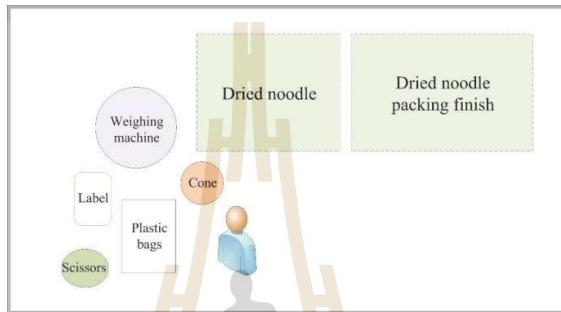 Dried noodle
Dried noodle
packing finish
Weighing
machine
Cone
Label
Plastic
bags
Scissors